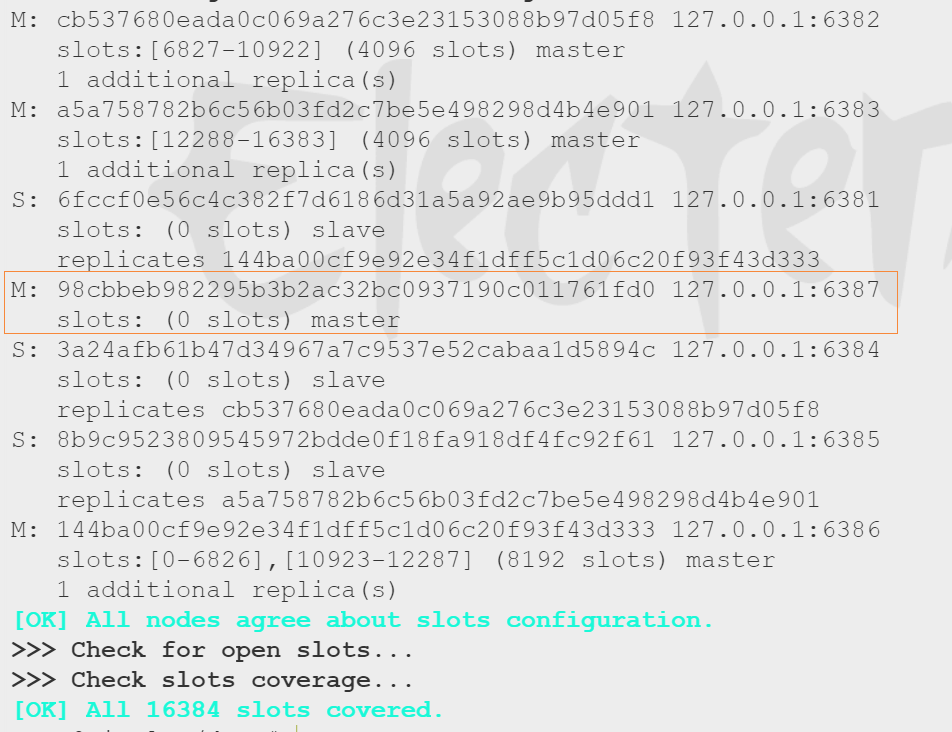 M: cb537680eada0c069a276c3e23153088b97d05f8 127.0.0.1:6382
slots:[6827-10922] (4096 slots) master
1 additional replica(s)
M: a5a758782b6c56b03fd2c7be5e498298d4b4e901 127.0.0.1:6383
slots:[12288-16383] (4096 slots) master
1 additional replica(s)
S: 6fccf0e56c4c382f7d6186d31a5a92ae9b95ddd1 127.0.0.1:6381
slots: (0 slots) slave
replicates 144ba00cf9e92e34f1dff5c1d06c20f93f43d333
M: 98cbbeb982295b3b2ac32bc0937190c011761fd0 127.0.0.1:6387
slots: (0 slots) master
S: 3a24afb61b47d34967a7c9537e52cabaa1d5894c 127.0.0.1:6384
slots: (0 slots) slave
replicates cb537680eada0c069a276c3e23153088b97d05f8
S: 8b9c9523809545972bdde0f18fa918df4fc92f61 127.0.0.1:6385
slots: (0 slots) slave
replicates a5a758782b6c56b03fd2c7be5e498298d4b4e901
M: 144ba00cf9e92e34f1dff5c1d06c20f93f43d333 127.0.0.1:6386
slots:[0-6826],[10923-12287] (8192 slots) master
1 additional replica(s)
[OK] All nodes agree about slots configuration.
>>> Check for open slots...
>>> Check slots coverage...
[OK] All 16384 slots covered.